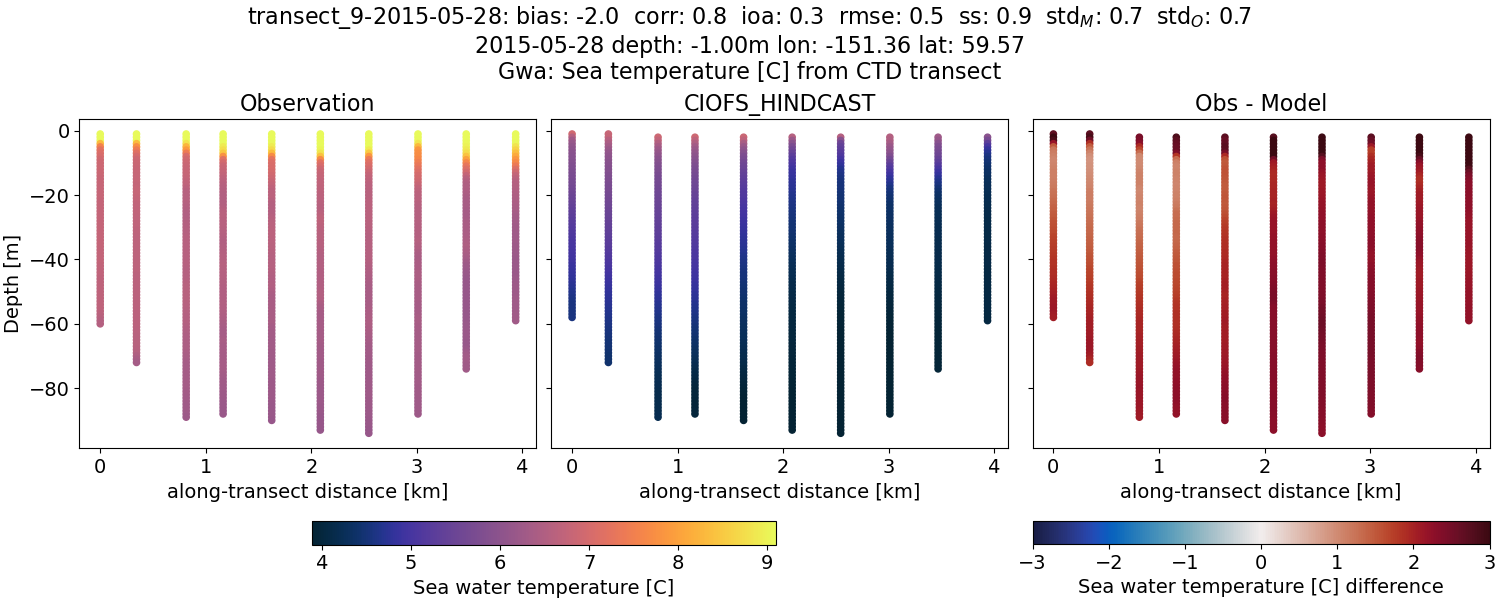 transect_9-2015-05-28: bias: -2.0  corr: 0.8  ioa: 0.3  rmse: 0.5  ss: 0.9  std_M: 0.7  std_O: 0.7
2015-05-28 depth: -1.00m lon: -151.36 lat: 59.57
Gwa: Sea temperature [C] from CTD transect
Observation
CIOFS_HINDCAST
Obs - Model
Depth [m]
0
−20
−40
−60
−80
0 1 2 3 4
0 1 2 3 4
0 1 2 3 4
along-transect distance [km]
along-transect distance [km]
along-transect distance [km]
4 5 6 7 8 9
Sea water temperature [C]
−3 −2 −1 0 1 2 3
Sea water temperature [C] difference